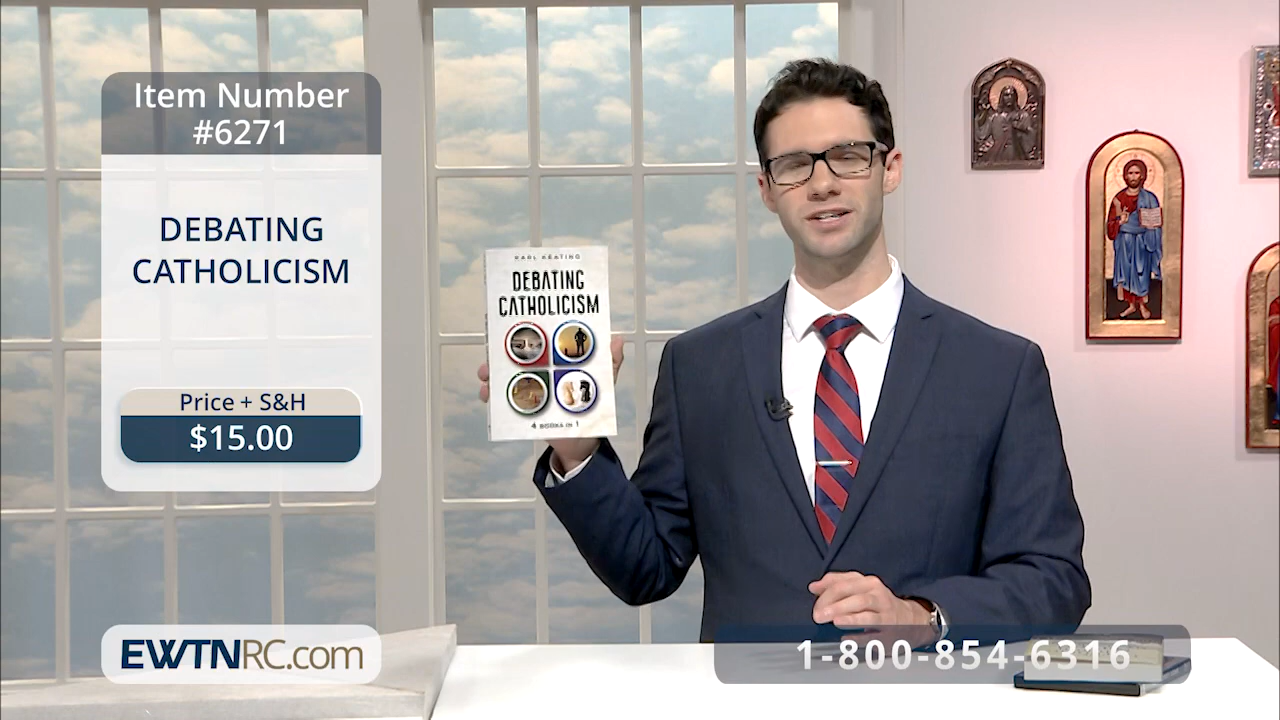 Item Number
#6271
DEBATING
CATHOLICISM
Price + S&H
$15.00
KARL KEATING
DEBATING
CATHOLICISM
4 BOOKS IN 1
EWTNRC.com
1-800-854-6316